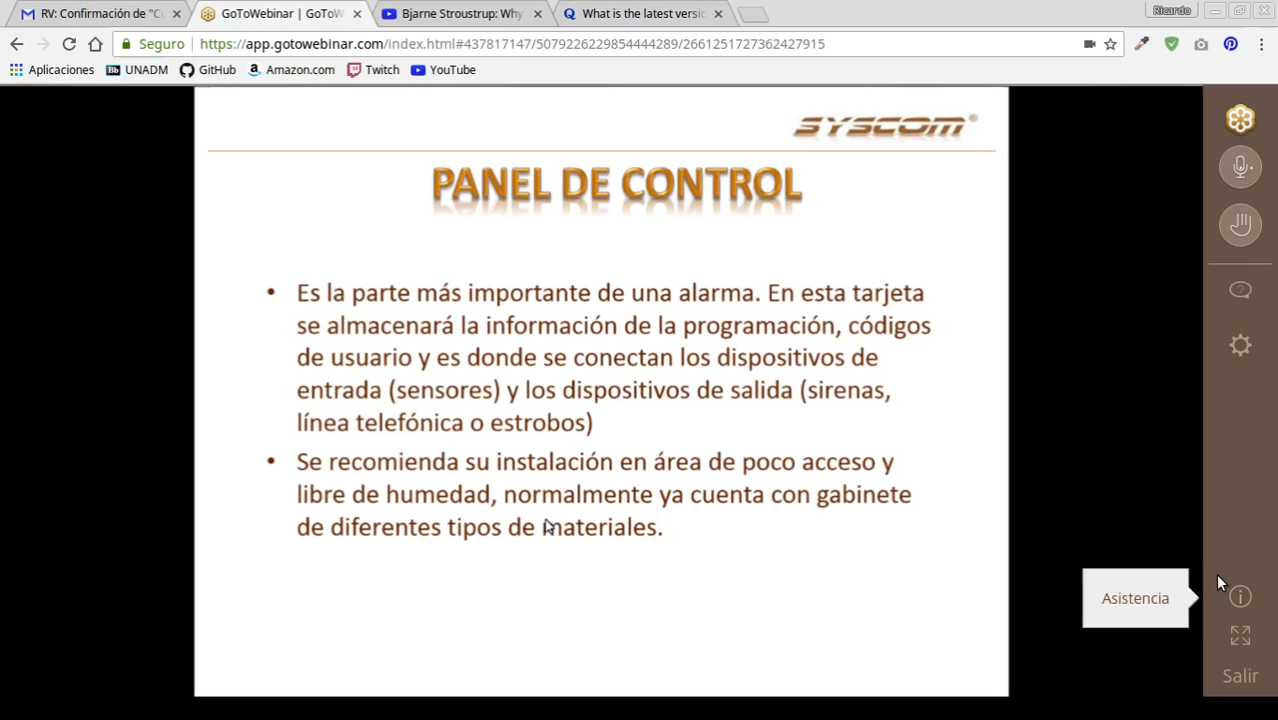 RV: Confirmación de "C
GoToWebinar | GoToW
Bjarne Stroustrup: Why
What is the latest versi
Ricardo
Seguro
https://app.gotowebinar.com/index.html#437817147/5079226229854444289/2661251727362427915
Aplicaciones
Bb UNADM
GitHub
Amazon.com
Twitch
YouTube
SYSCOM®
PANEL DE CONTROL
• Es la parte más importante de una alarma. En esta tarjeta
se almacenará la información de la programación, códigos
de usuario y es donde se conectan los dispositivos de
entrada (sensores) y los dispositivos de salida (sirenas,
línea telefónica o estrobos)
• Se recomienda su instalación en área de poco acceso y
libre de humedad, normalmente ya cuenta con gabinete
de diferentes tipos de materiales.
Asistencia
Salir